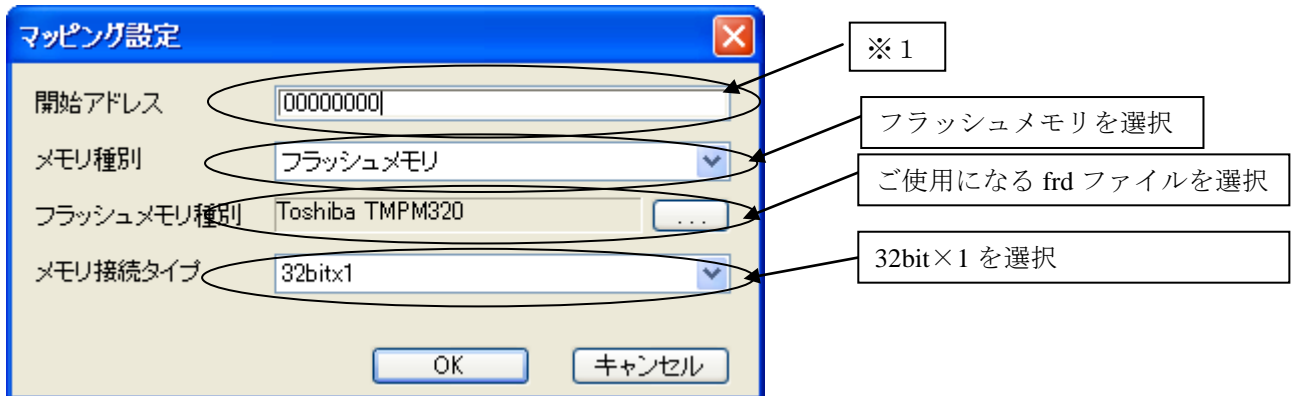 マッピング設定
※１
開始アドレス
00000000
フラッシュメモリを選択
メモリ種別
フラッシュメモリ
ご使用になる frd ファイルを選択
フラッシュメモリ種別
Toshiba TMPM320
...
32bit×1 を選択
メモリ接続タイプ
32bitx1
OK
キャンセル